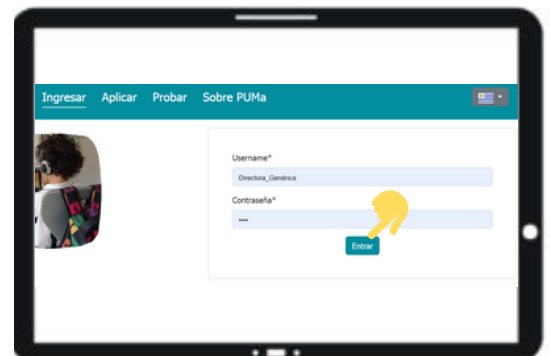 Ingresar Aplicar Probar Sobre PUMa
Username*
Directora_Genérica
Contraseña*
••••
Entrar